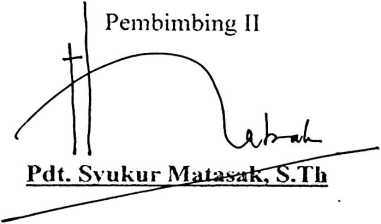 Pembimbing II
Pdt. Syukur Matasak, S.Th